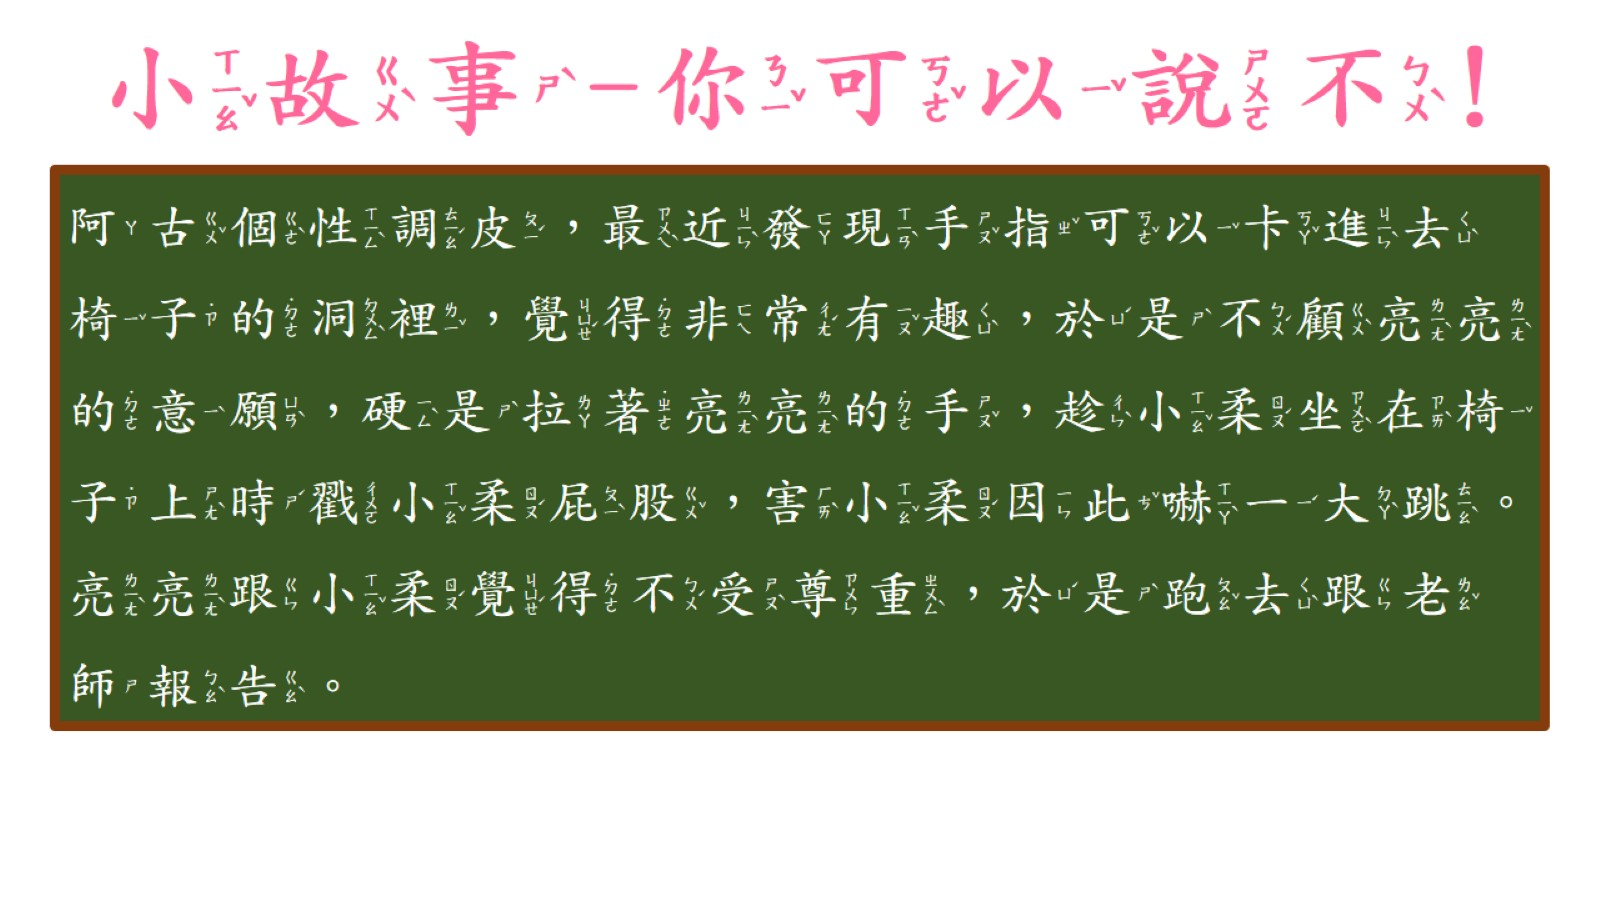 小故事－你可以說不！
阿古個性調皮，最近發現手指可以卡進去
椅子的洞裡，覺得非常有趣，於是不顧亮亮
的意願，硬是拉著亮亮的手，趁小柔坐在椅
子上時戳小柔屁股，害小柔因此嚇一大跳。
亮亮跟小柔覺得不受尊重，於是跑去跟老
師報告。